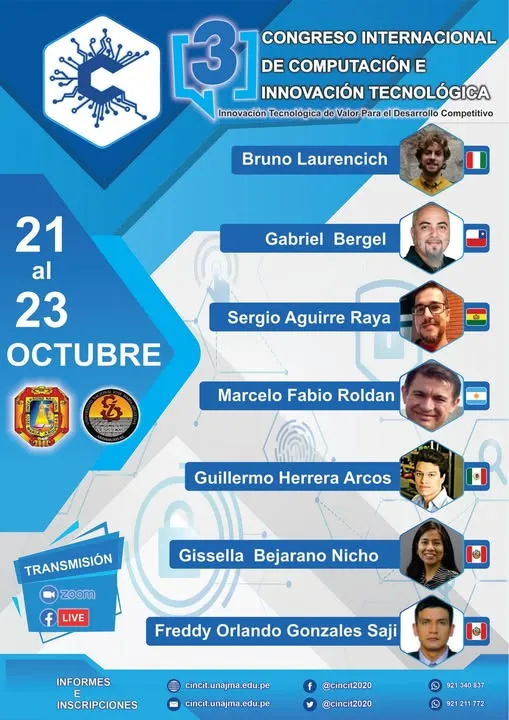 3
CONGRESO INTERNACIONAL
DE COMPUTACIÓN E
INNOVACIÓN TECNOLÓGICA
Innovación Tecnológica de Valor Para el Desarrollo Competitivo
Bruno Laurencich
Gabriel Bergel
Sergio Aguirre Raya
Marcelo Fabio Roldan
Guillermo Herrera Arcos
Gissella Bejarano Nicho
Freddy Orlando Gonzales Saji
21
al
23
OCTUBRE
TRANSMISIÓN
zoom
LIVE
INFORMES
E
INSCRIPCIONES
cincit.unajma.edu.pe
cincit.unajma.edu.pe
@cincit2020
@cincit2020
921 340 837
921 211 772